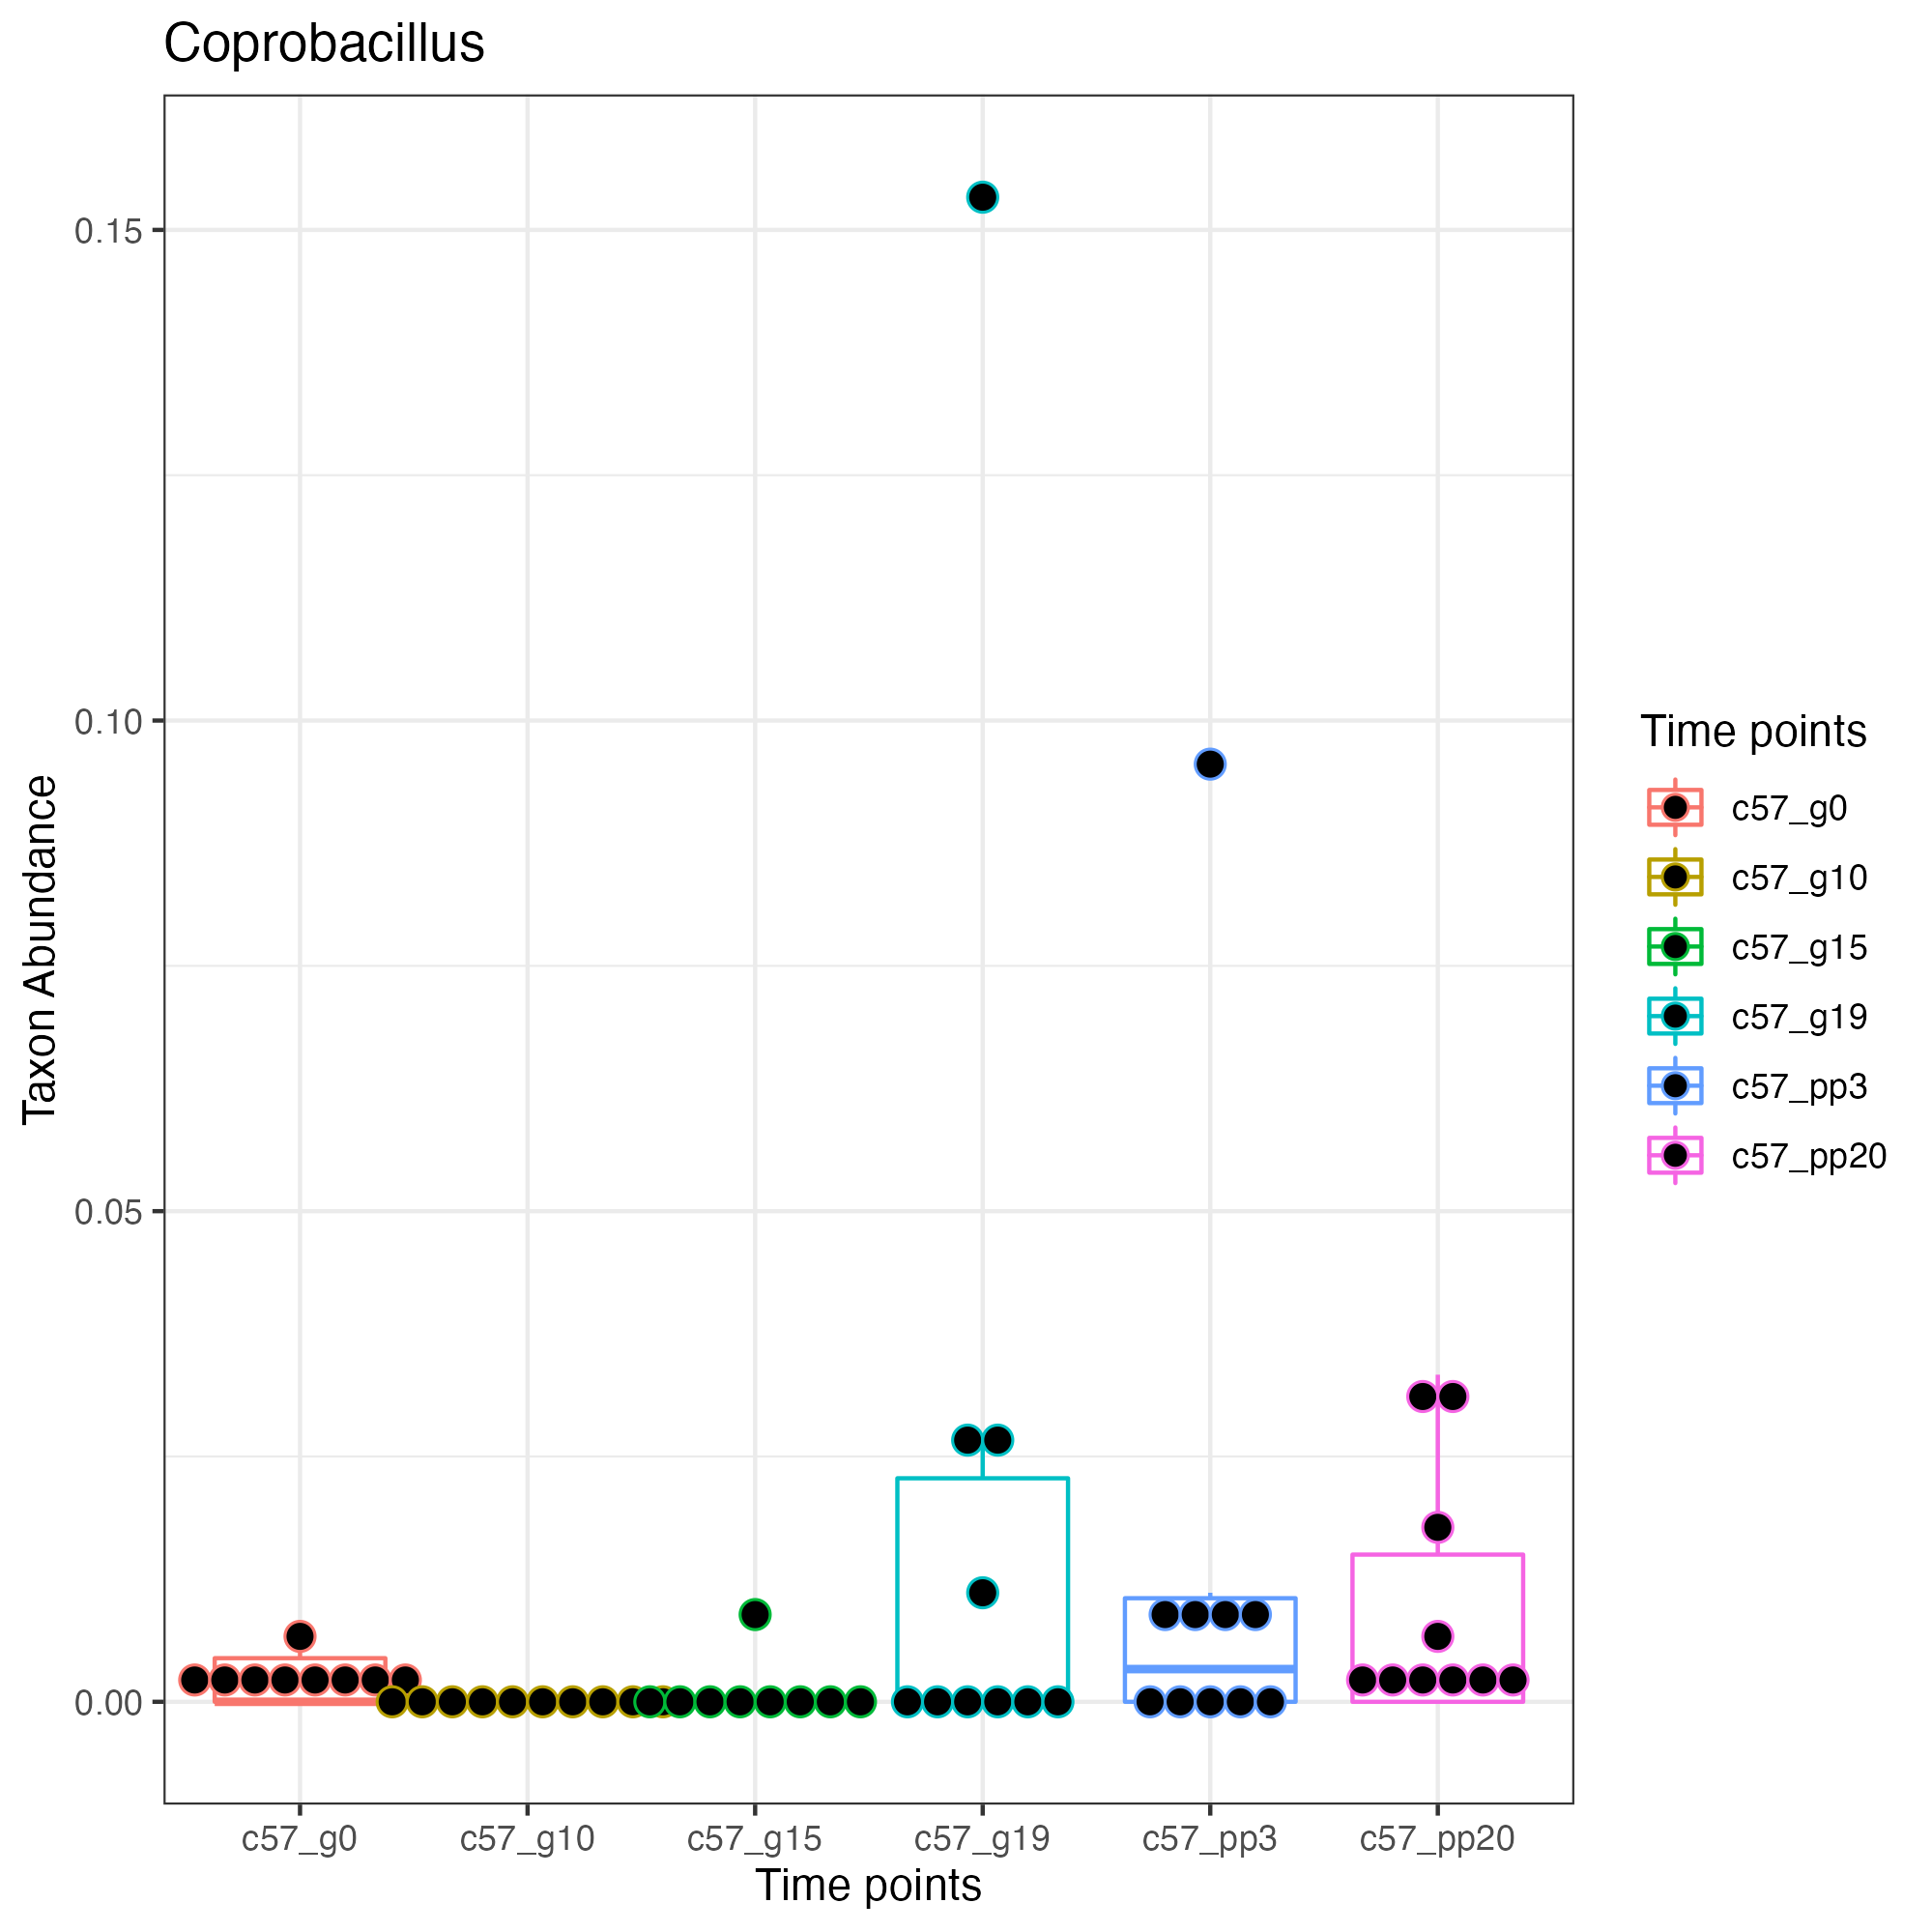 Coprobacillus
Taxon Abundance
0.15
0.10
0.05
0.00
c57_g0 c57_g10 c57_g15 c57_g19 c57_pp3 c57_pp20
Time points
Time points
c57_g0
c57_g10
c57_g15
c57_g19
c57_pp3
c57_pp20